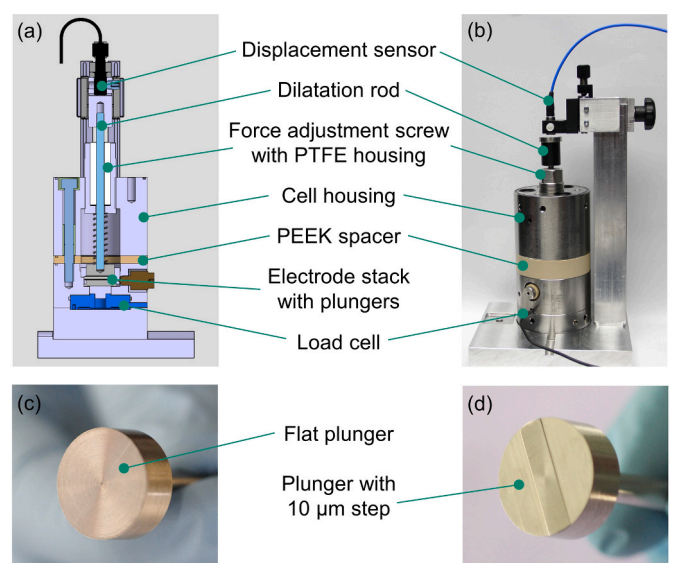 (a)
(b)
Displacement sensor
Dilatation rod
Force adjustment screw
with PTFE housing
Cell housing
PEEK spacer
Electrode stack
with plungers
Load cell
(c)
(d)
Flat plunger
Plunger with
10 µm step